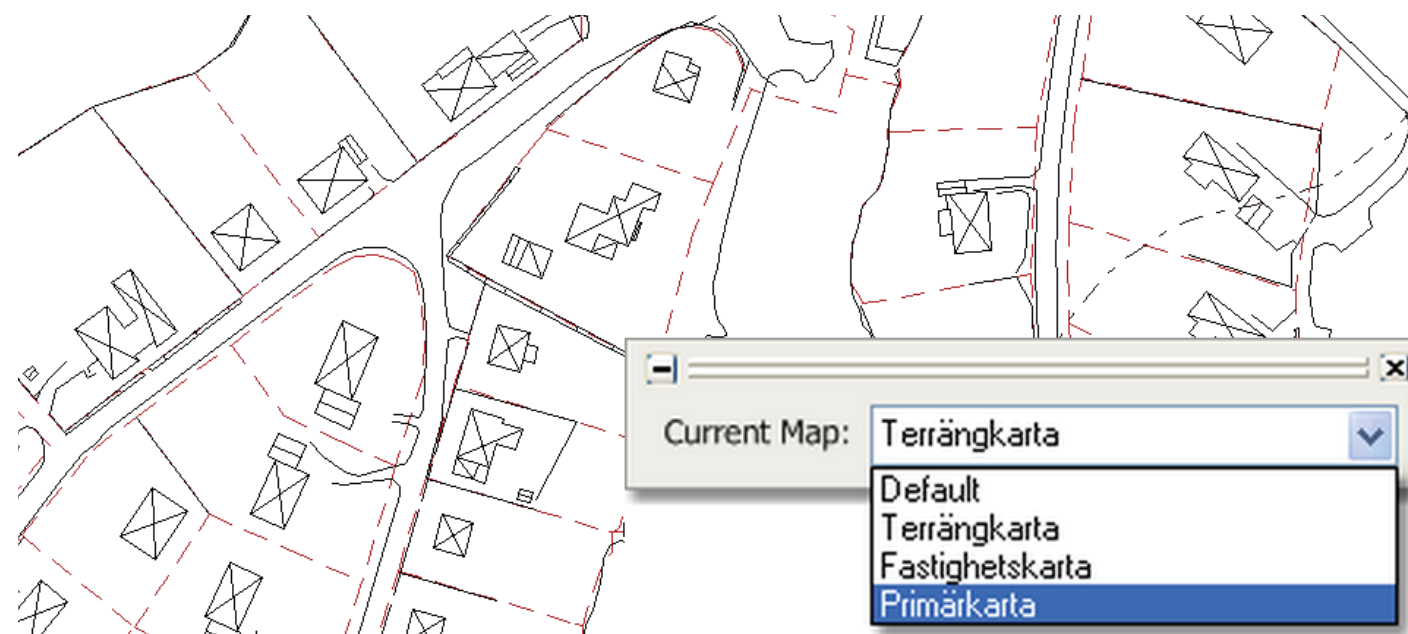 Current Map: Terrängkarta
Default
Terrängkarta
Fastighetskarta
Primärkarta